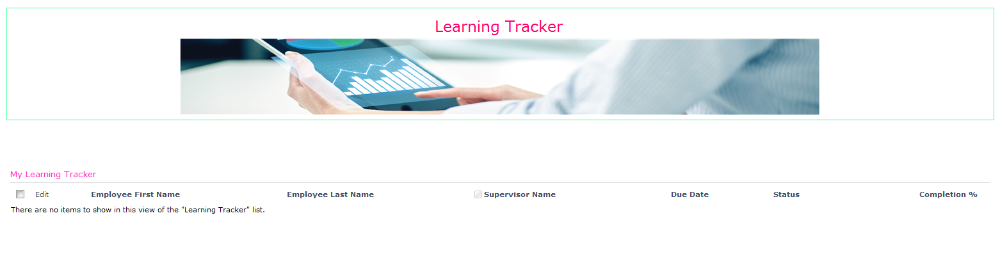 Learning Tracker
My Learning Tracker
Edit Employee First Name Employee Last Name Supervisor Name Due Date Status Completion %
There are no items to show in this view of the "Learning Tracker" list.